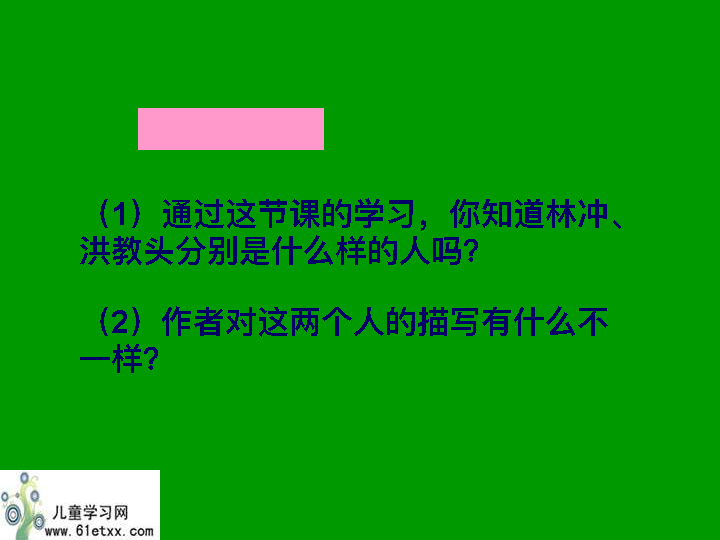 （1）通过这节课的学习，你知道林冲、
洪教头分别是什么样的人吗？
（2）作者对这两个人的描写有什么不
一样？
儿童学习网
www.61etxx.com